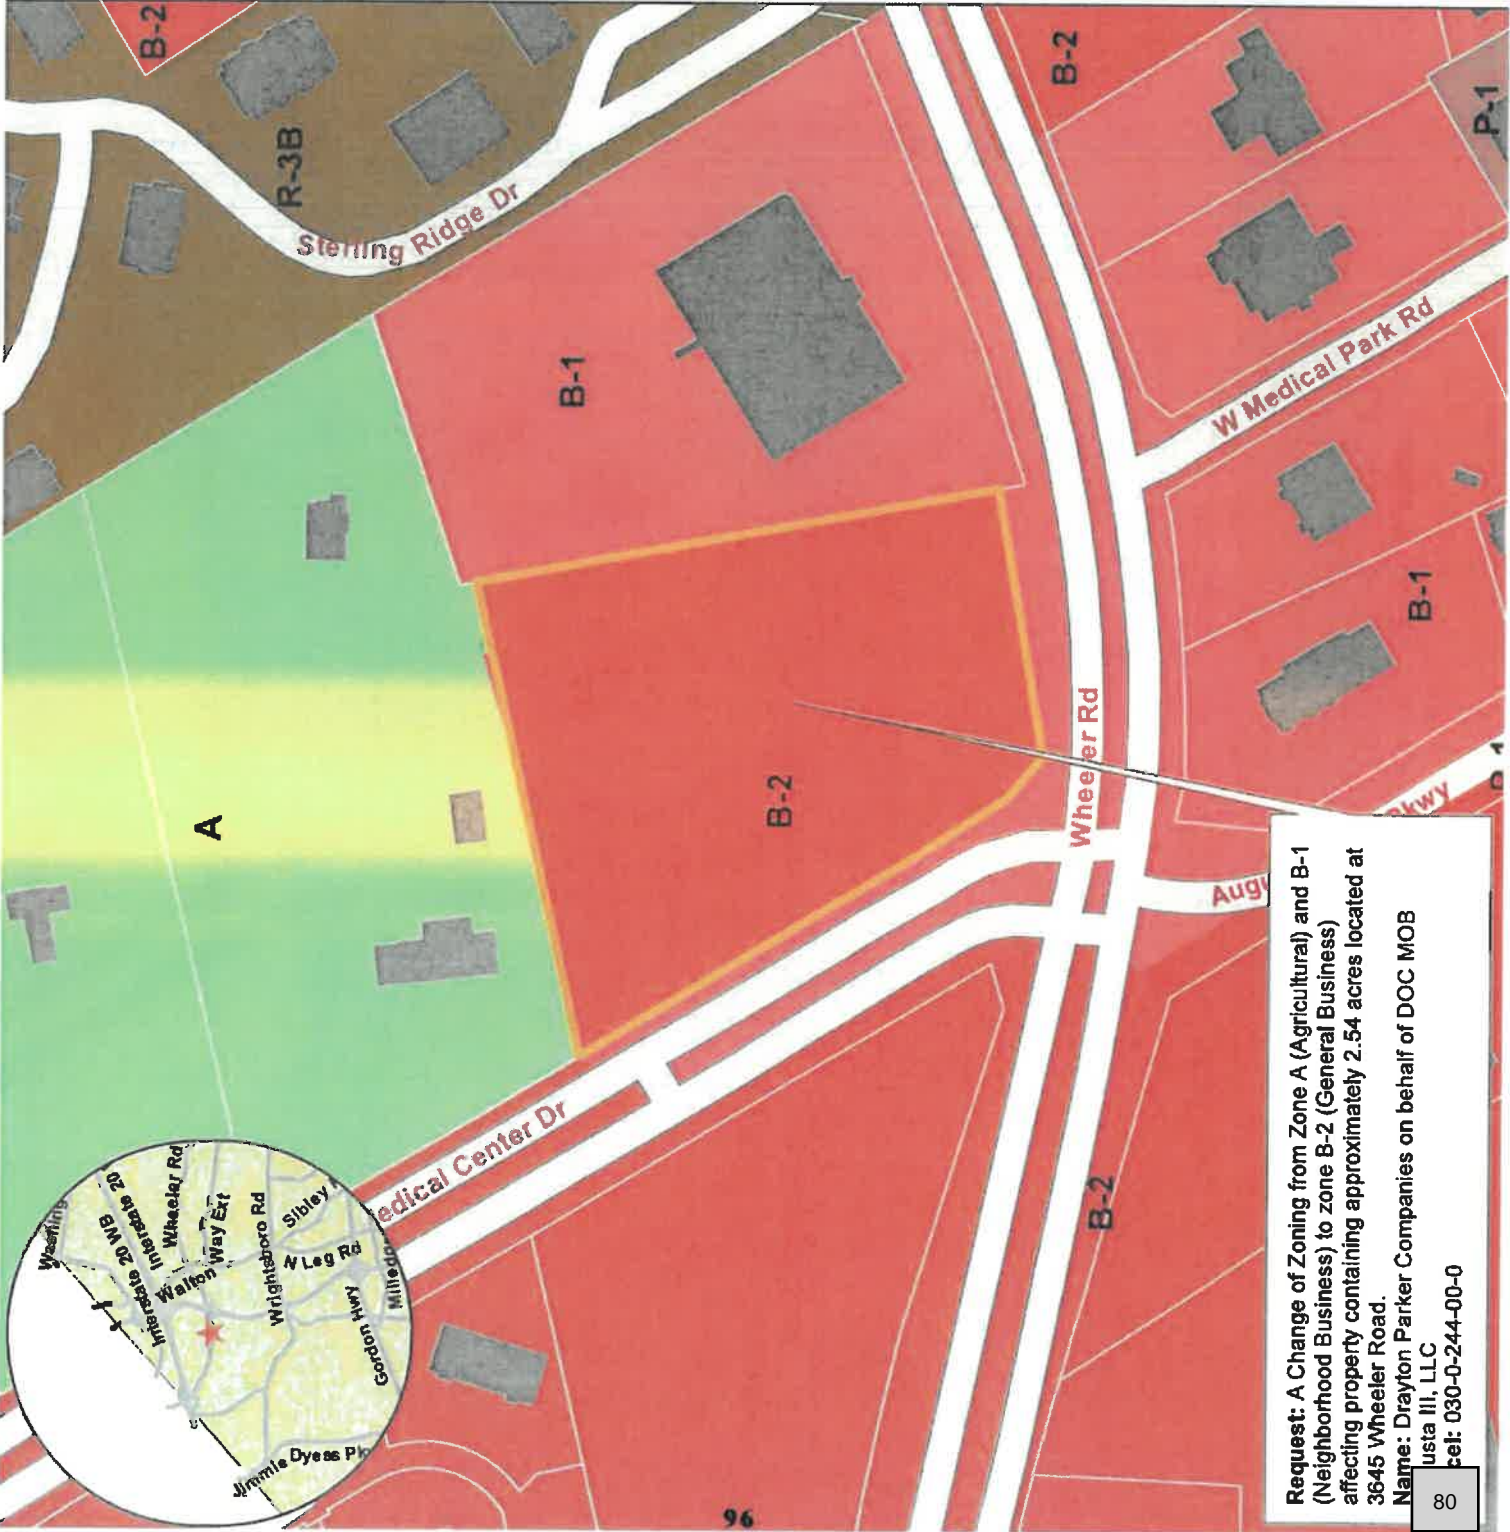 B-2
R-3B
Sterling Ridge Dr
B-2
P-1
B-1
W Medical Park Rd
A
B-2
Wheeler Rd
B-1
Pkwy
edical Center Dr
B-2
Interstate 20 WB
Interstate 20
Wheeler Rd
Walton Way Ext
Wrightsboro Rd
Sibley
N Leg Rd
Gordon Hwy
Jimmie Dyess Pk
Request: A Change of Zoning from Zone A (Agricultural) and B-1
(Neighborhood Business) to zone B-2 (General Business)
affecting property containing approximately 2.54 acres located at
3645 Wheeler Road.
Name: Drayton Parker Companies on behalf of DOC MOB
usta III, LLC
cel: 030-0-244-00-0
96
80